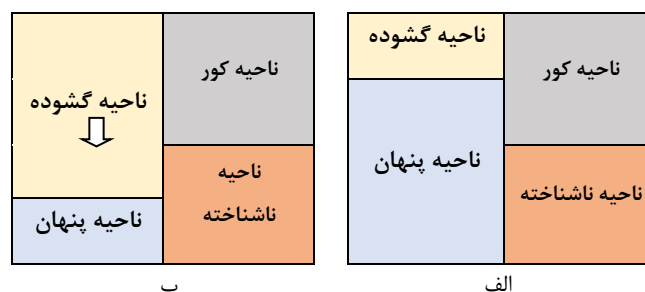 ناحیه گشوده
ناحیه کور
ناحیه پنهان
ناحیه ناشناخته
الف
ناحیه گشوده
ناحیه کور
ناحیه
ناشناخته
ناحیه پنهان
ب